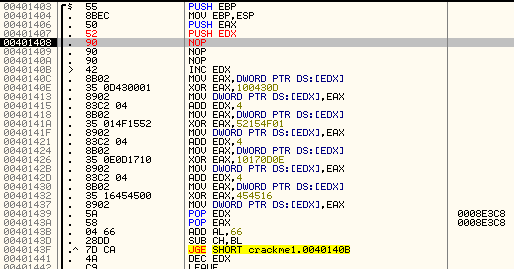 00401403 $ 55 PUSH EBP
00401404 . 8BEC MOV EBP,ESP
00401406 . 50 PUSH EAX
00401407 . 52 PUSH EDX
00401408 . 90 NOP
00401409 . 90 NOP
0040140A . 90 NOP
0040140B > 42 INC EDX
0040140C . 8B02 MOV EAX,DWORD PTR DS:[EDX]
0040140E . 35 0D430001 XOR EAX,100430D
00401413 . 8902 MOV DWORD PTR DS:[EDX],EAX
00401415 . 83C2 04 ADD EDX,4
00401418 . 8B02 MOV EAX,DWORD PTR DS:[EDX]
0040141A . 35 014F1552 XOR EAX,52154F01
0040141F . 8902 MOV DWORD PTR DS:[EDX],EAX
00401421 . 83C2 04 ADD EDX,4
00401424 . 8B02 MOV EAX,DWORD PTR DS:[EDX]
00401426 . 35 0E0D1710 XOR EAX,10170D0E
0040142B . 8902 MOV DWORD PTR DS:[EDX],EAX
0040142D . 83C2 04 ADD EDX,4
00401430 . 8B02 MOV EAX,DWORD PTR DS:[EDX]
00401432 . 35 16454500 XOR EAX,454516
00401437 . 8902 MOV DWORD PTR DS:[EDX],EAX
00401439 . 5A POP EDX 0008E3C8
0040143A . 58 POP EAX 0008E3C8
0040143B . 04 66 ADD AL,66
0040143D . 28DD SUB CH,BL
0040143F .^ 7D CA JGE SHORT crackme1.0040140B
00401441 . 4A DEC EDX
00401442 . C9 LEAVE